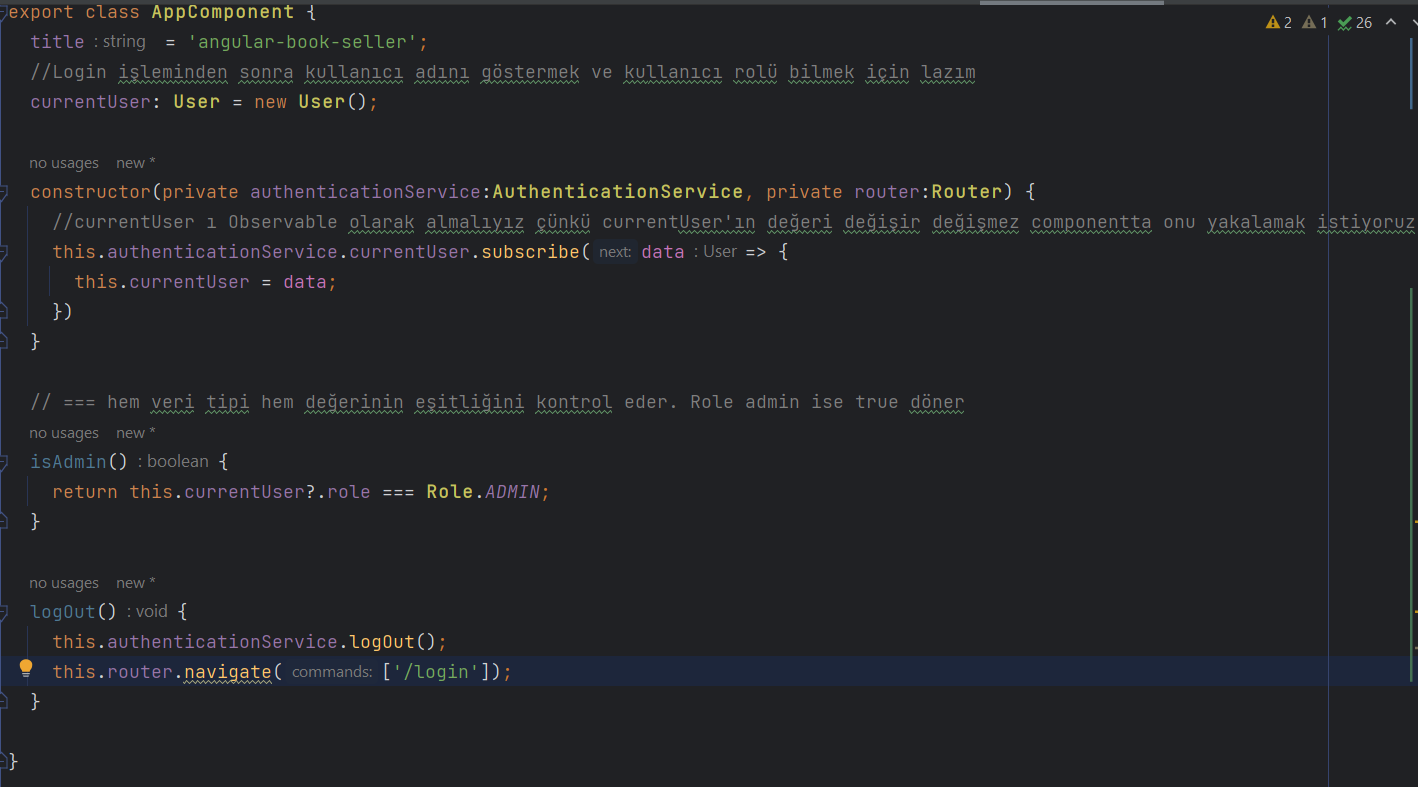 export class AppComponent {
title : string = 'angular-book-seller';
//Login işleminden sonra kullanıcı adını göstermek ve kullanıcı rolü bilmek için lazım
currentUser: User = new User();
no usages new *
constructor(private authenticationService:AuthenticationService, private router:Router) {
//currentUser ı Observable olarak almalıyız çünkü currentUser'ın değeri değişir değişmez componentta onu yakalamak istiyoruz
this.authenticationService.currentUser.subscribe( next: data : User => {
this.currentUser = data;
})
}
// === hem veri tipi hem değerinin eşitliğini kontrol eder. Role admin ise true döner
no usages new *
isAdmin() : boolean {
return this.currentUser?.role === Role.ADMIN;
}
no usages new *
logOut() : void {
this.authenticationService.logOut();
this.router.navigate( commands: ['/login']);
}
}
2 1 26